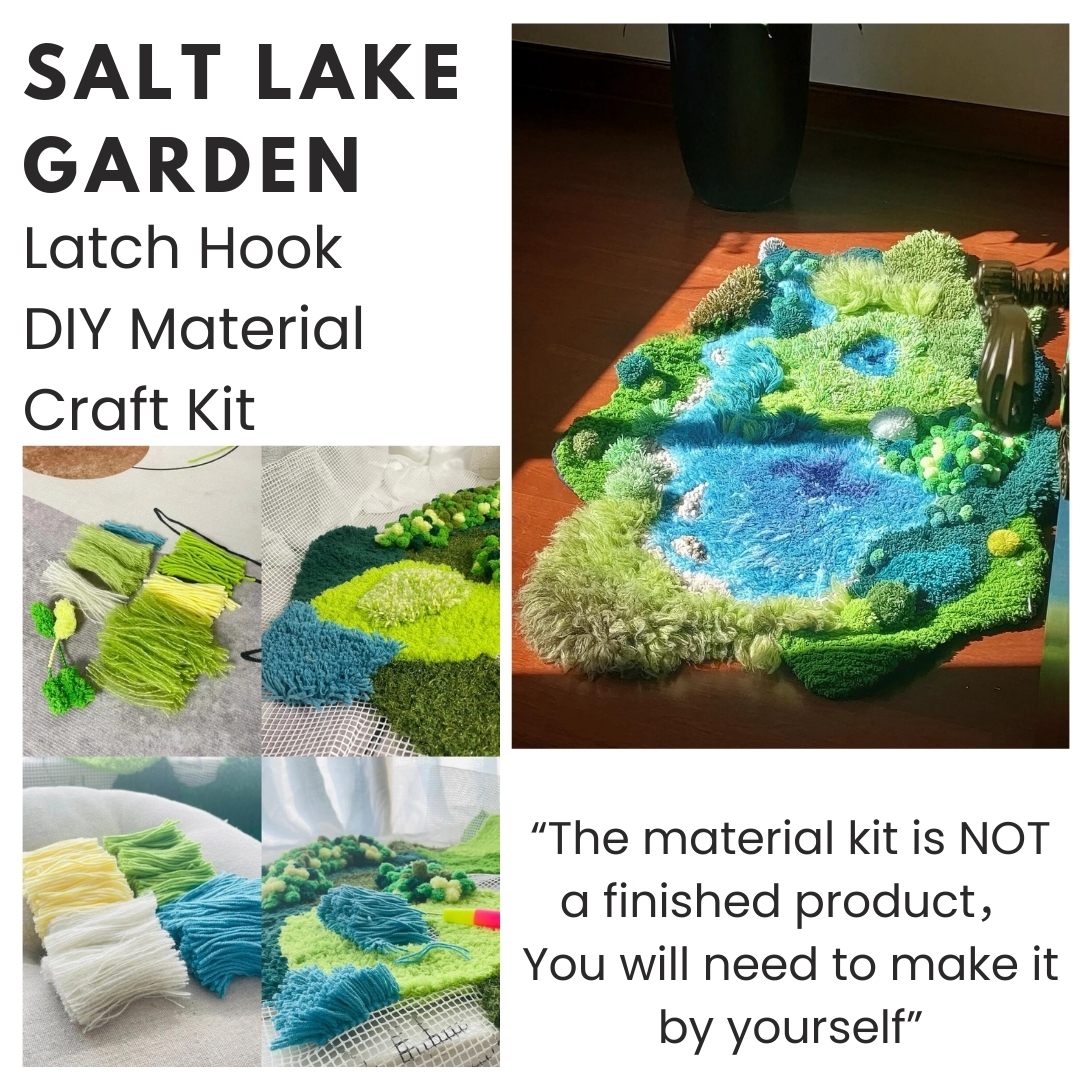 SALT LAKE
GARDEN
Latch Hook
DIY Material
Craft Kit
“The material kit is NOT
a finished product，
You will need to make it
by yourself”